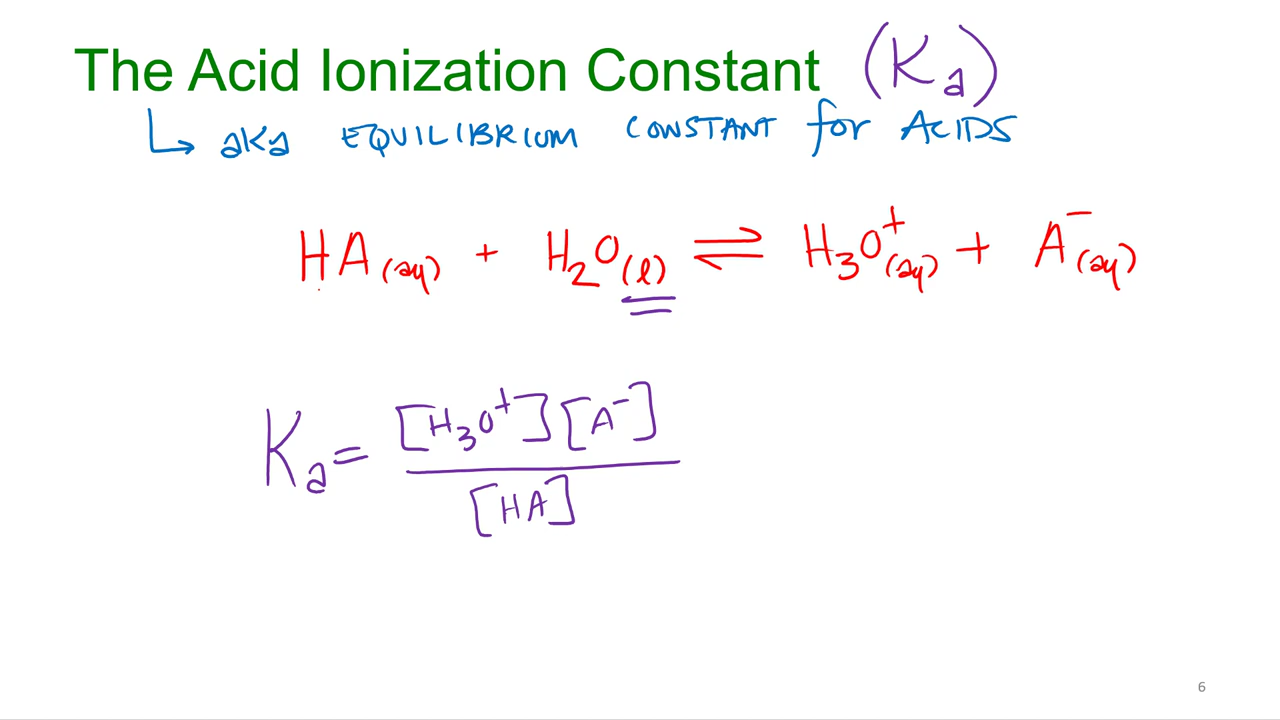 The Acid Ionization Constant (Ka)
↳ aka EQUILIBRIUM CONSTANT for ACIDS
HA(aq) + H₂O(l) ⇌ H₃O⁺(aq) + A⁻(aq)
Ka = [H₃O⁺][A⁻] / [HA]
6